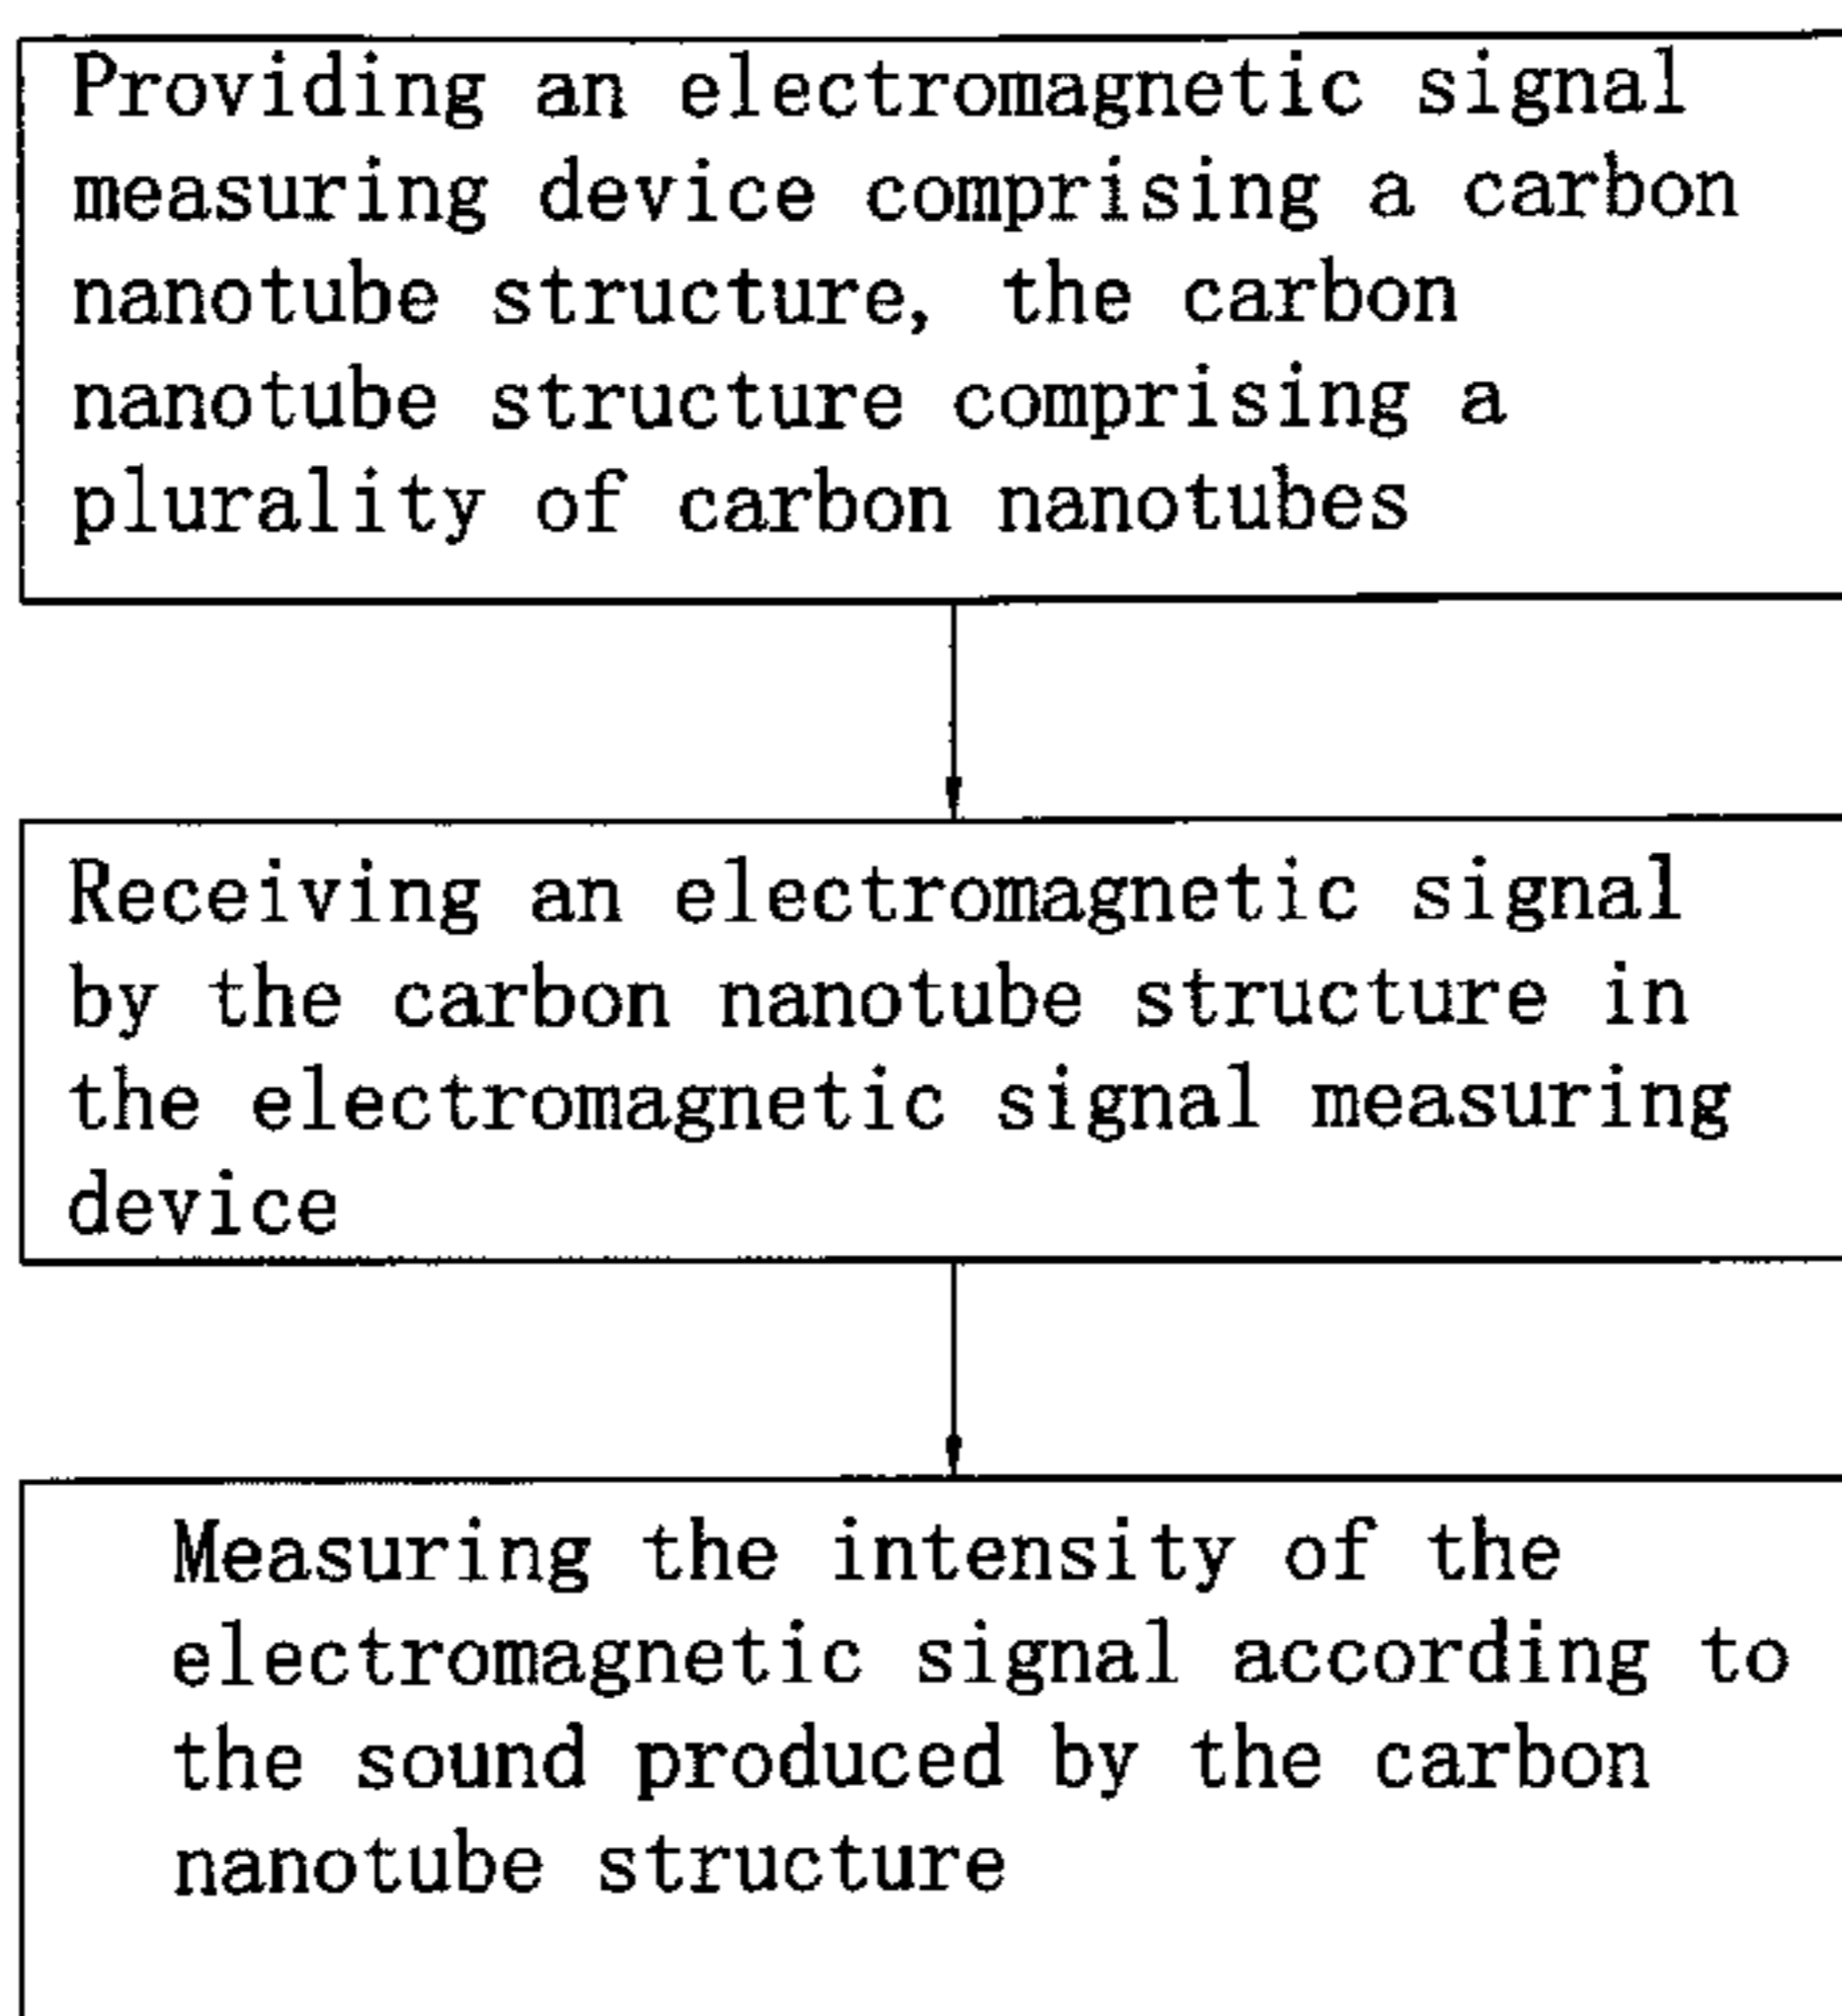 Providing an electromagnetic signal
measuring device comprising a carbon
nanotube structure, the carbon
nanotube structure comprising a
plurality of carbon nanotubes
Receiving an electromagnetic signal
by the carbon nanotube structure in
the electromagnetic signal measuring
device
Measuring the intensity of the
electromagnetic signal according to
the sound produced by the carbon
nanotube structure